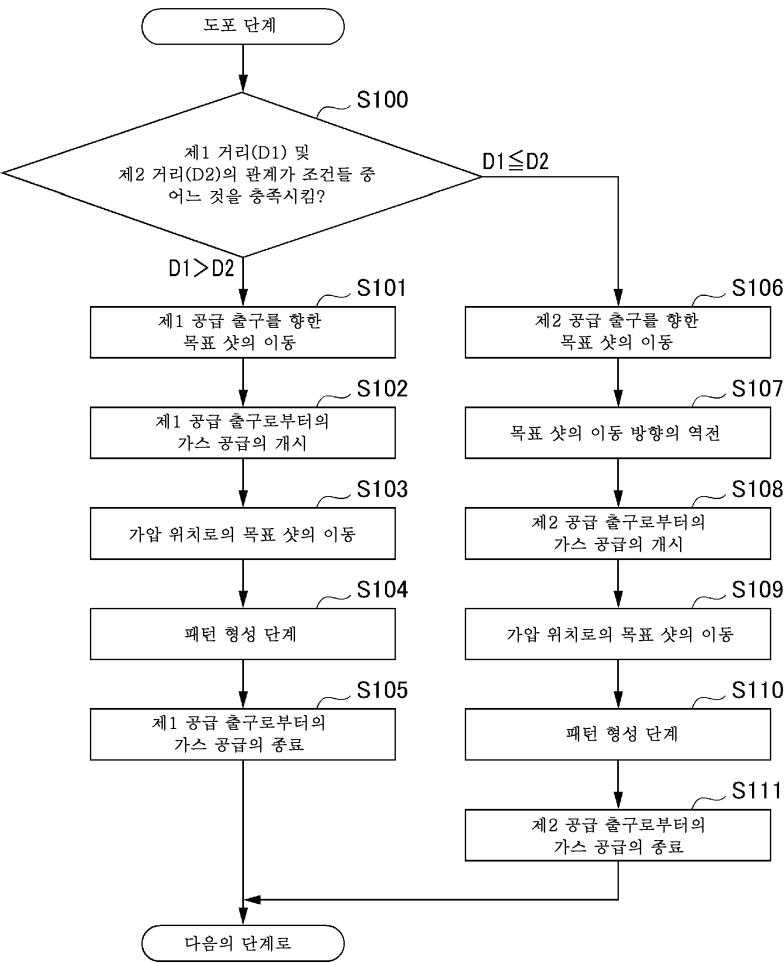 도포 단계
S100
제1 거리(D1) 및
제2 거리(D2)의 관계가 조건들 중
어느 것을 충족시킴?
D1≦D2
D1>D2
S101
제1 공급 출구를 향한
목표 샷의 이동
S102
제1 공급 출구로부터의
가스 공급의 개시
S103
가압 위치로의 목표 샷의 이동
S104
패턴 형성 단계
S105
제1 공급 출구로부터의
가스 공급의 종료
S106
제2 공급 출구를 향한
목표 샷의 이동
S107
목표 샷의 이동 방향의 역전
S108
제2 공급 출구로부터의
가스 공급의 개시
S109
가압 위치로의 목표 샷의 이동
S110
패턴 형성 단계
S111
제2 공급 출구로부터의
가스 공급의 종료
다음의 단계로